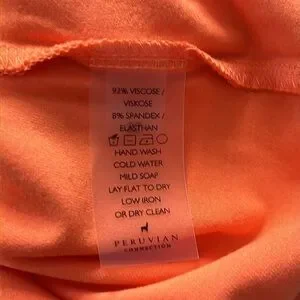 92% VISCOSE /
VISKOSE
8% SPANDEX /
ELASTHAN
HAND WASH
COLD WATER
MILD SOAP
LAY FLAT TO DRY
LOW IRON
OR DRY CLEAN
PERUVIAN
CONNECTION